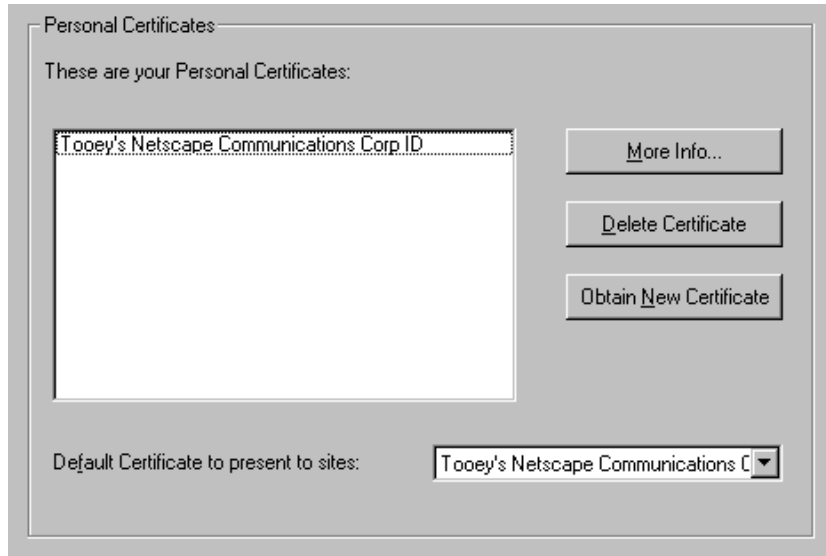 Personal Certificates
These are your Personal Certificates:
Tooey's Netscape Communications Corp ID
More Info...
Delete Certificate
Obtain New Certificate
Default Certificate to present to sites:
Tooey's Netscape Communications C